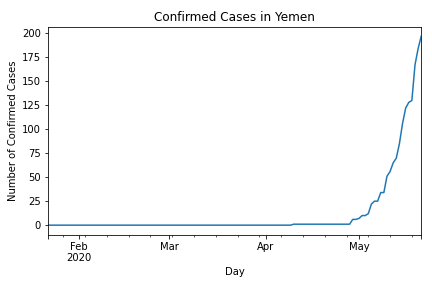 Confirmed Cases in Yemen
Number of Confirmed Cases
200
175
150
125
100
75
50
25
0
Feb
2020
Mar
Apr
May
Day